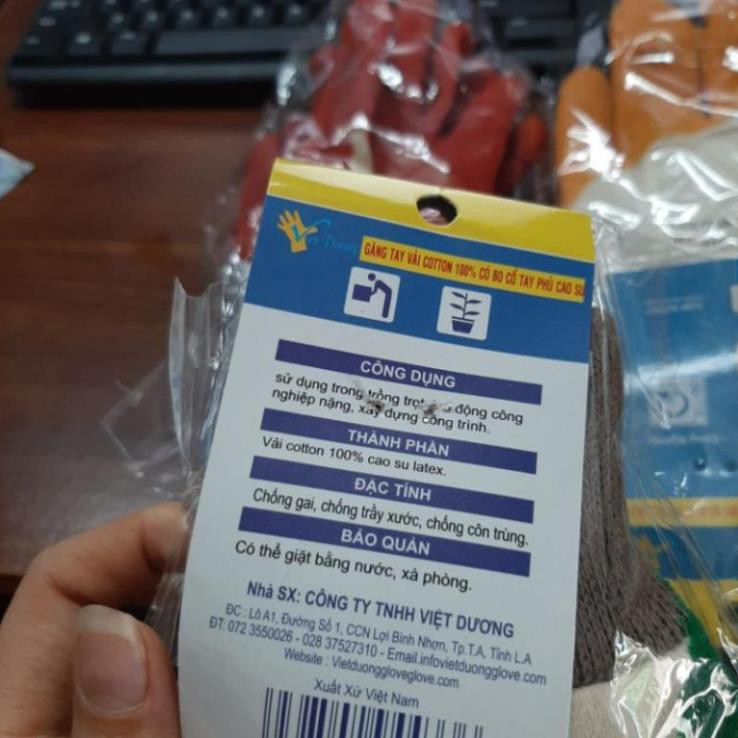 Việt Dương
GĂNG TAY VẢI COTTON 100% CÓ BO CỔ TAY PHỦ CAO SU
CÔNG DỤNG
sử dụng trong trồng động công
nghiệp nặng, xây dựng công trình.
THÀNH PHẦN
Vải cotton 100% cao su latex.
ĐẶC TÍNH
Chống gai, chống trầy xước, chống côn trùng.
BẢO QUẢN
Có thể giặt bằng nước, xà phòng.
Nhà SX: CÔNG TY TNHH VIỆT DƯƠNG
ĐC : Lô A1, Đường Số 1, CCN Lợi Bình Nhơn, Tp.T.A, Tỉnh L.A
ĐT: 072 3550026 - 028 37527310 - Email.infovietduongglove.com
Website : Vietduonggloveglove.com
Xuất Xứ Việt Nam